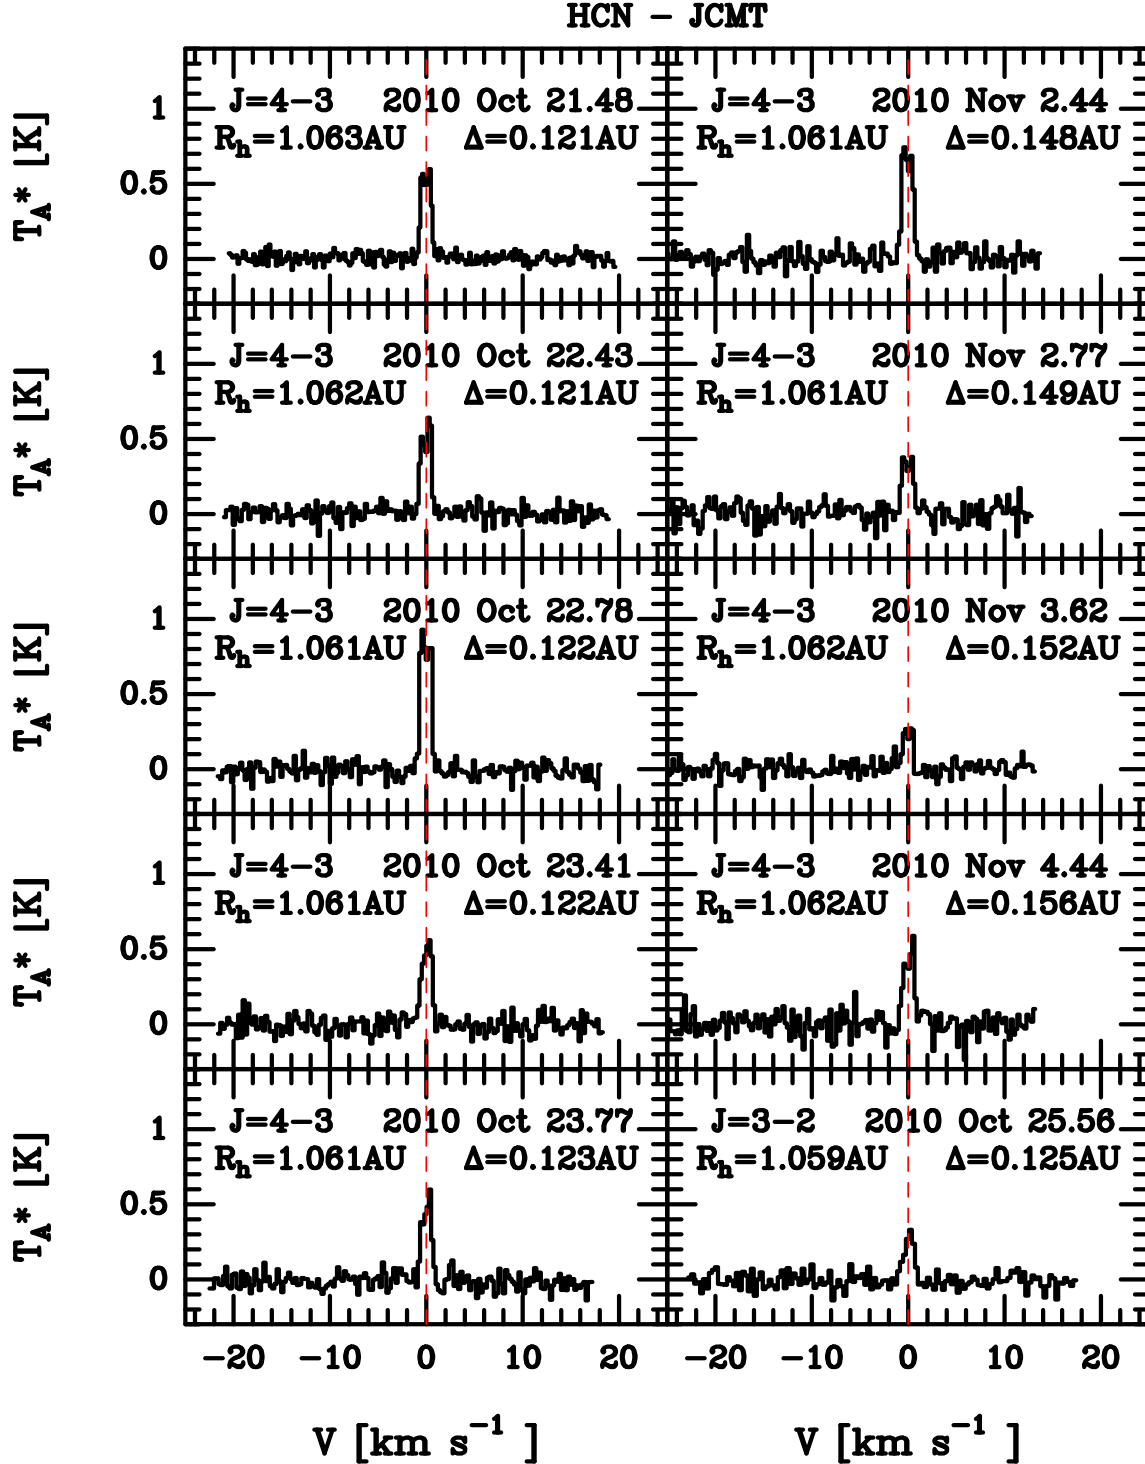 HCN − JCMT
J=4−3 2010 Oct 21.48
R_h=1.063AU Δ=0.121AU
J=4−3 2010 Nov 2.44
R_h=1.061AU Δ=0.148AU
T_A* [K]
1
0.5
0
J=4−3 2010 Oct 22.43
R_h=1.062AU Δ=0.121AU
J=4−3 2010 Nov 2.77
R_h=1.061AU Δ=0.149AU
T_A* [K]
1
0.5
0
J=4−3 2010 Oct 22.78
R_h=1.061AU Δ=0.122AU
J=4−3 2010 Nov 3.62
R_h=1.062AU Δ=0.152AU
T_A* [K]
1
0.5
0
J=4−3 2010 Oct 23.41
R_h=1.061AU Δ=0.122AU
J=4−3 2010 Nov 4.44
R_h=1.062AU Δ=0.156AU
T_A* [K]
1
0.5
0
J=4−3 2010 Oct 23.77
R_h=1.061AU Δ=0.123AU
J=3−2 2010 Oct 25.56
R_h=1.059AU Δ=0.125AU
T_A* [K]
1
0.5
0
−20 −10 0 10 20 −20 −10 0 10 20
V [km s⁻¹ ] V [km s⁻¹ ]